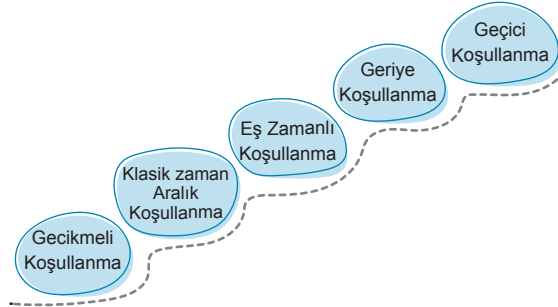 Geçici
Koşullanma
Geriye
Koşullanma
Eş Zamanlı
Koşullanma
Klasik zaman
Aralık
Koşullanma
Gecikmeli
Koşullanma